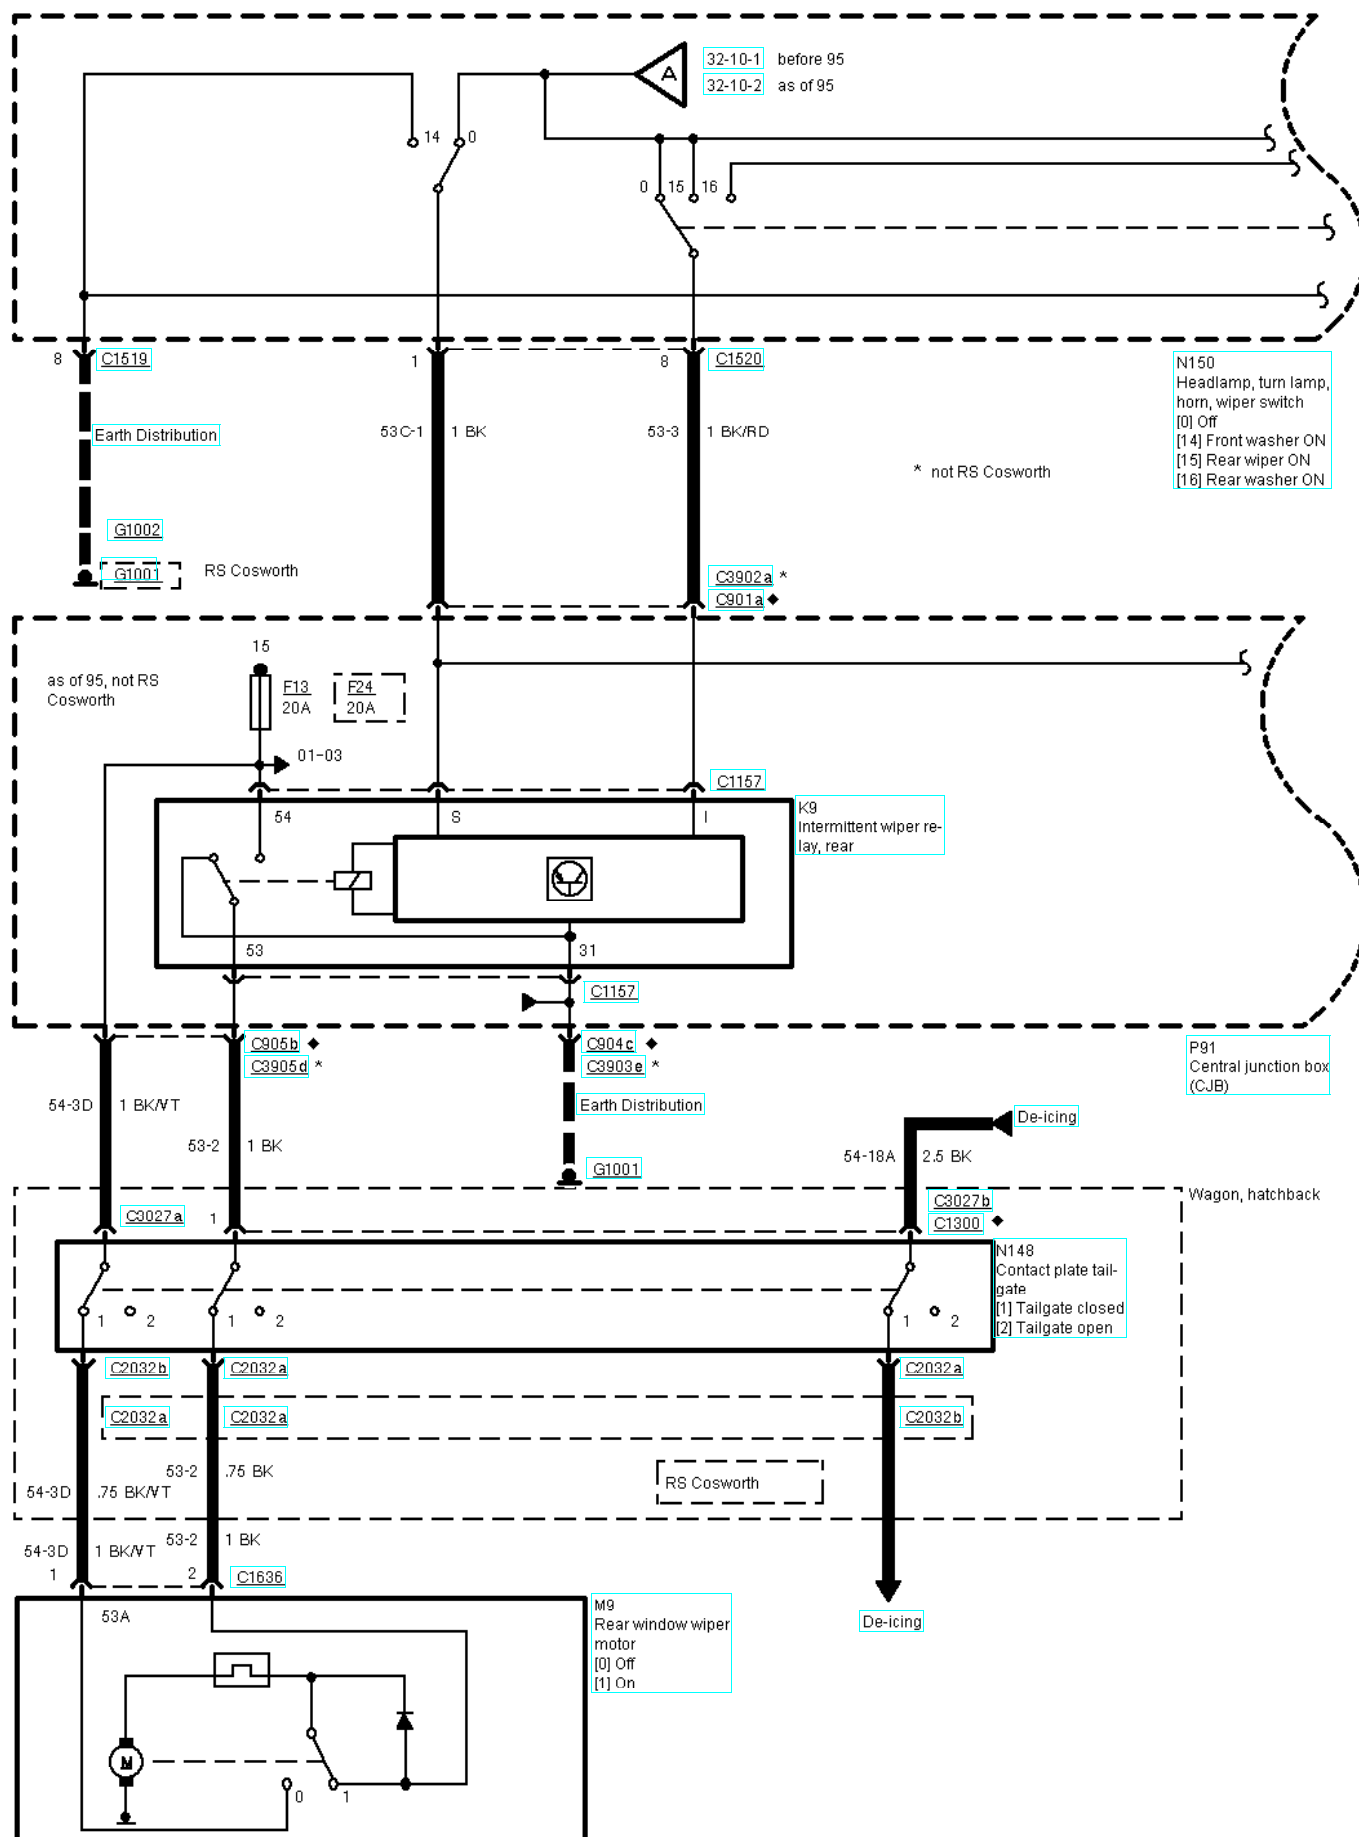 32-10-1 before 95
A
32-10-2 as of 95
14 0
0 15 16
8 C1519 1 8 C1520
N150
Headlamp, turn lamp,
horn, wiper switch
[0] Off
[14] Front washer ON
[15] Rear wiper ON
[16] Rear washer ON
Earth Distribution 53C-1 1 BK 53-3 1 BK/RD
* not RS Cosworth
G1002
G1001 RS Cosworth
C3902a *
C901a ◆
15
as of 95, not RS
Cosworth
F13
20A
F24
20A
01-03
C1157
54 S I
K9
Intermittent wiper re-
lay, rear
53 31
C1157
C905b ◆ C904c ◆
C3905d * C3903e *
P91
Central junction box
(CJB)
54-3D 1 BK/VT Earth Distribution
De-icing
53-2 1 BK
54-18A 2.5 BK
G1001
Wagon, hatchback
C3027a 1 C3027b
C1300 ◆
N148
Contact plate tail-
gate
[1] Tailgate closed
[2] Tailgate open
1 2 1 2 1 2
C2032b C2032a C2032a
C2032a C2032a C2032b
53-2 .75 BK
RS Cosworth
54-3D .75 BK/VT
53-2 1 BK
54-3D 1 BK/VT
1 2 C1636
53A
M9
Rear window wiper
motor
[0] Off
[1] On
De-icing
M
0 1